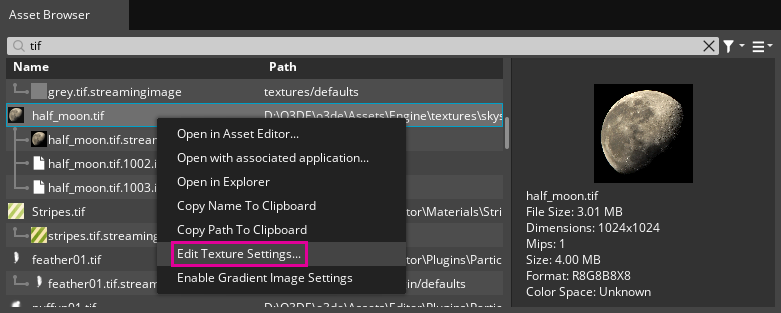 Asset Browser
tif
Name Path
grey.tif.streamingimage textures/defaults
half_moon.tif D:\O3DE\o3de\Assets\Engine\textures\skys
half_moon.tif.stream
half_moon.tif.1002.i
half_moon.tif.1003.i
Stripes.tif tor\Materials\Stri
stripes.tif.streaming
feather01.tif tor\Plugins\Partic
feather01.tif.stream in/defaults
puffy01.tif D:\O3DE\o3de\Assets\Editor\Plugins\Partic
Open in Asset Editor...
Open with associated application...
Open in Explorer
Copy Name To Clipboard
Copy Path To Clipboard
Edit Texture Settings...
Enable Gradient Image Settings
half_moon.tif
File Size: 3.01 MB
Dimensions: 1024x1024
Mips: 1
Size: 4.00 MB
Format: R8G8B8X8
Color Space: Unknown